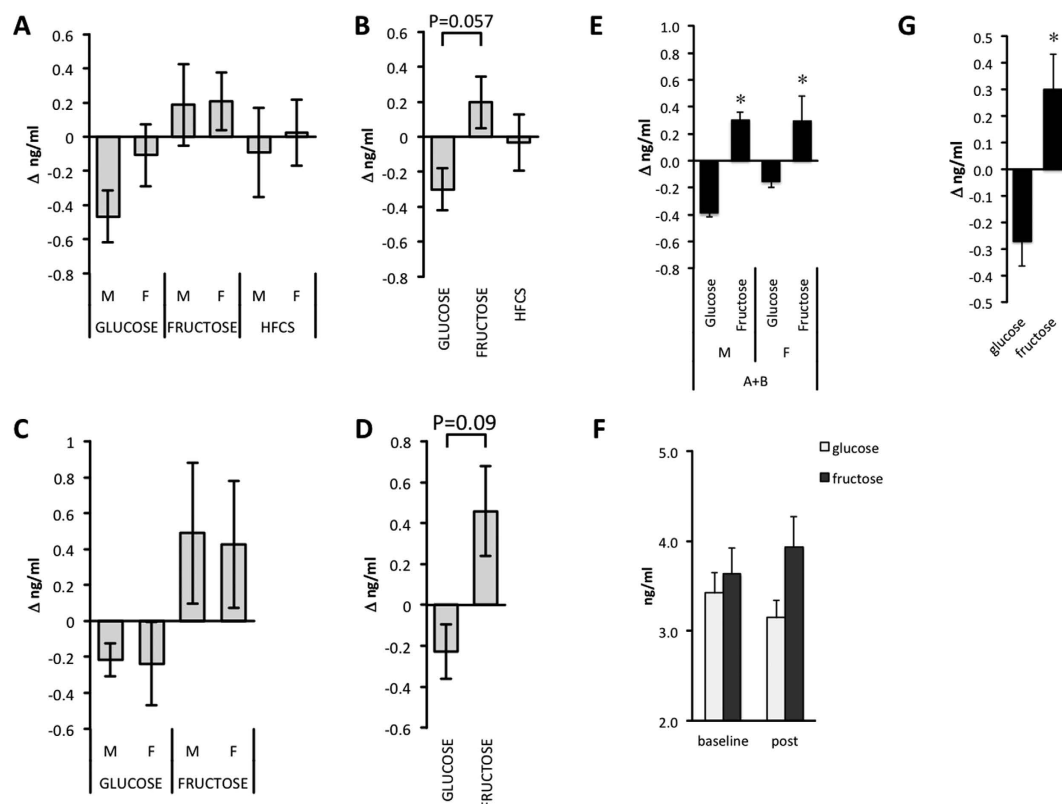 A
Δ ng/ml
0.6
0.4
0.2
0
-0.2
-0.4
-0.6
-0.8
M F M F M F
GLUCOSE FRUCTOSE HFCS
B
P=0.057
Δ ng/ml
0.6
0.4
0.2
0
-0.2
-0.4
-0.6
-0.8
GLUCOSE
FRUCTOSE
HFCS
E
Δ ng/ml
1.0
0.8
0.6
0.4
0.2
0.0
-0.2
-0.4
-0.6
-0.8
* *
Glucose
Fructose
Glucose
Fructose
M F
A+B
G
Δ ng/ml
0.5
0.4
0.3
0.2
0.1
0.0
-0.1
-0.2
-0.3
-0.4
-0.5
*
glucose
fructose
C
Δ ng/ml
1
0.8
0.6
0.4
0.2
0
-0.2
-0.4
-0.6
M F M F
GLUCOSE FRUCTOSE
D
P=0.09
Δ ng/ml
0.8
0.6
0.4
0.2
0
-0.2
-0.4
-0.6
GLUCOSE
FRUCTOSE
F
glucose
fructose
ng/ml
5.0
4.0
3.0
2.0
baseline post